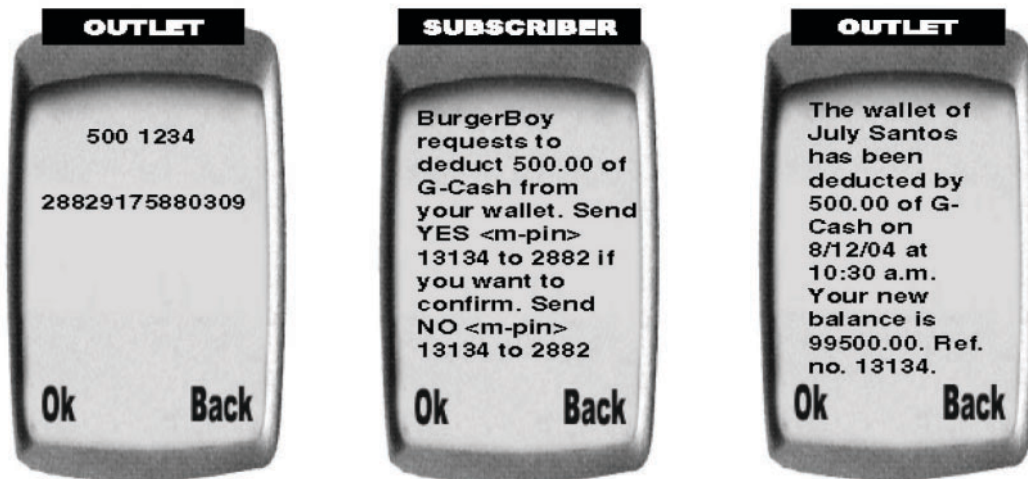 OUTLET
500 1234
28829175880309
Ok Back
SUBSCRIBER
BurgerBoy
requests to
deduct 500.00 of
G-Cash from
your wallet. Send
YES <m-pin>
13134 to 2882 if
you want to
confirm. Send
NO <m-pin>
13134 to 2882
Ok Back
OUTLET
The wallet of
July Santos
has been
deducted by
500.00 of G-
Cash on
8/12/04 at
10:30 a.m.
Your new
balance is
99500.00. Ref.
no. 13134.
Ok Back